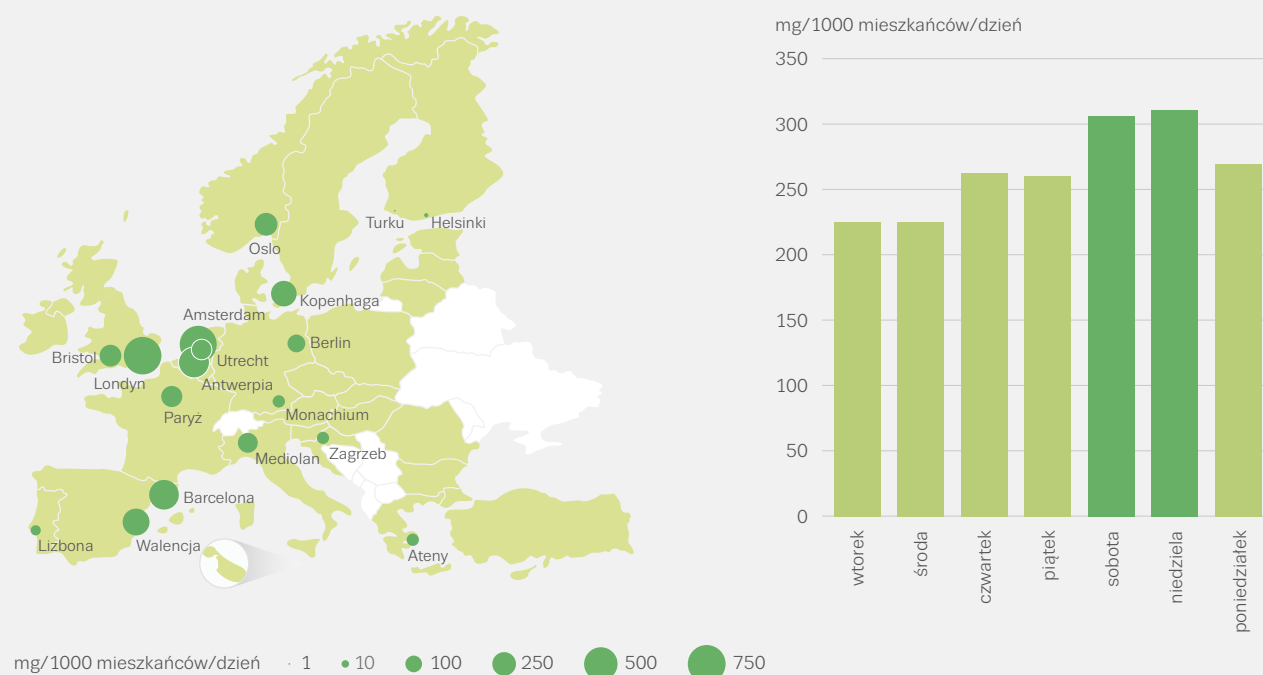 mg/1000 mieszkańców/dzień
350
300
250
200
150
100
50
0
wtorek
środa
czwartek
piątek
sobota
niedziela
poniedziałek
Turku
Helsinki
Oslo
Kopenhaga
Amsterdam
Berlin
Bristol
Utrecht
Londyn
Antwerpia
Paryż
Monachium
Mediolan
Zagrzeb
Barcelona
Lizbona
Walencja
Ateny
mg/1000 mieszkańców/dzień 1 10 100 250 500 750